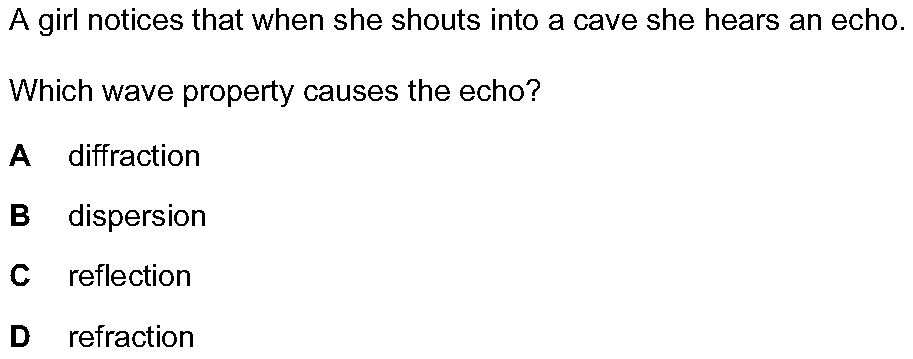 A girl notices that when she shouts into a cave she hears an echo.
Which wave property causes the echo?
A diffraction
B dispersion
C reflection
D refraction